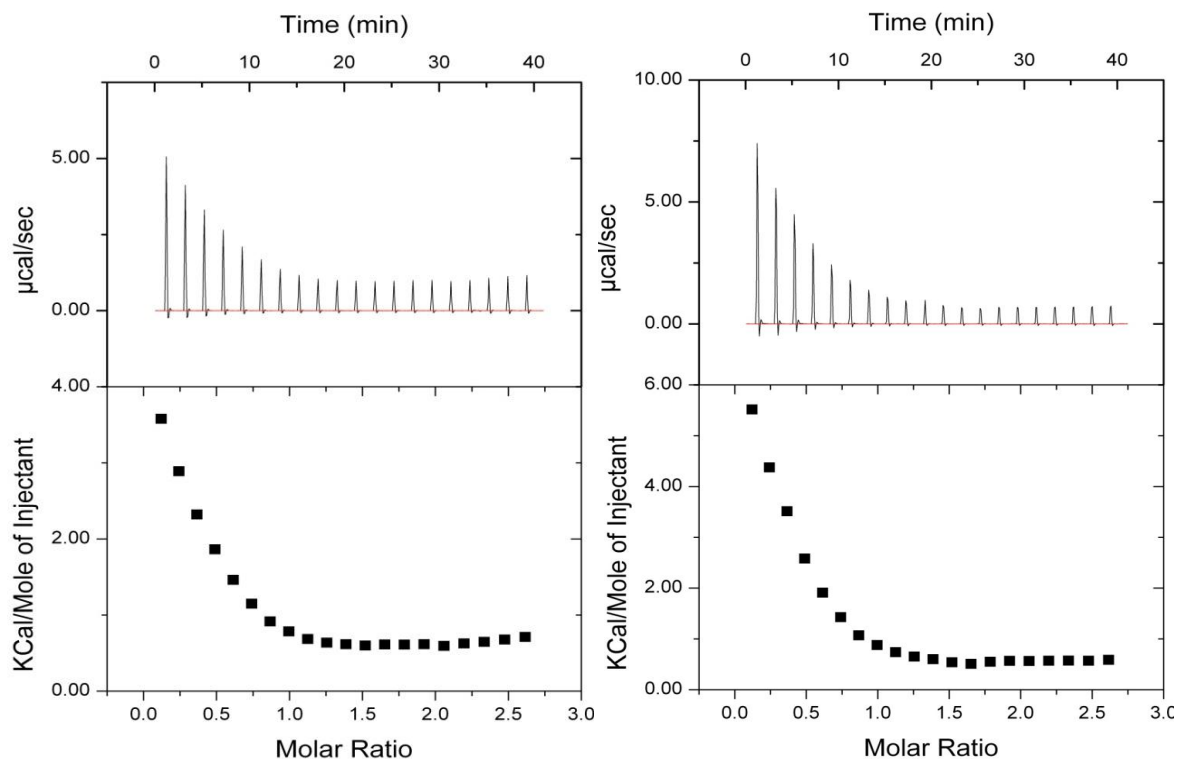 Time (min)
0 10 20 30 40
5.00
0.00
µcal/sec
4.00
2.00
0.00
KCal/Mole of Injectant
0.0 0.5 1.0 1.5 2.0 2.5 3.0
Molar Ratio
Time (min)
0 10 20 30 40
10.00
5.00
0.00
µcal/sec
6.00
4.00
2.00
0.00
KCal/Mole of Injectant
0.0 0.5 1.0 1.5 2.0 2.5 3.0
Molar Ratio